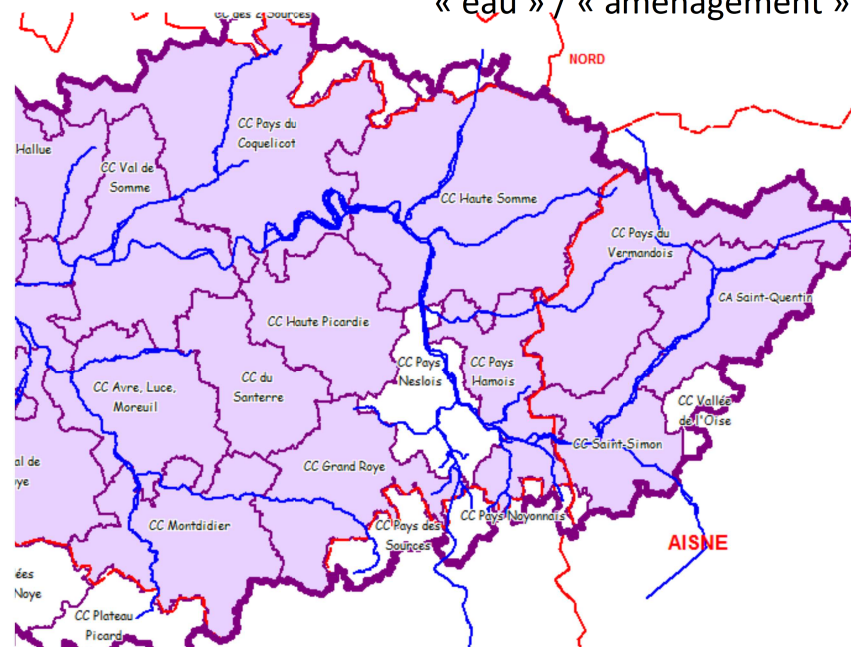 « eau » / « aménagement »
CC des 2 Sources
NORD
CC Pays du
Coquelicot
Hallue
CC Val de
Somme
CC Haute Somme
CC Pays du
Vermandois
CA Saint-Quentin
CC Haute Picardie
CC Pays
Neslois
CC Pays
Hamois
CC Avre, Luce,
Moreuil
CC du
Santerre
CC Vallée
de l'Oise
CC Saint-Simon
al de
ye
CC Grand Roye
CC Montdidier
CC Pays des
Sources
CC Pays Noyonnais
AISNE
ées
Noye
CC Plateau
Picard